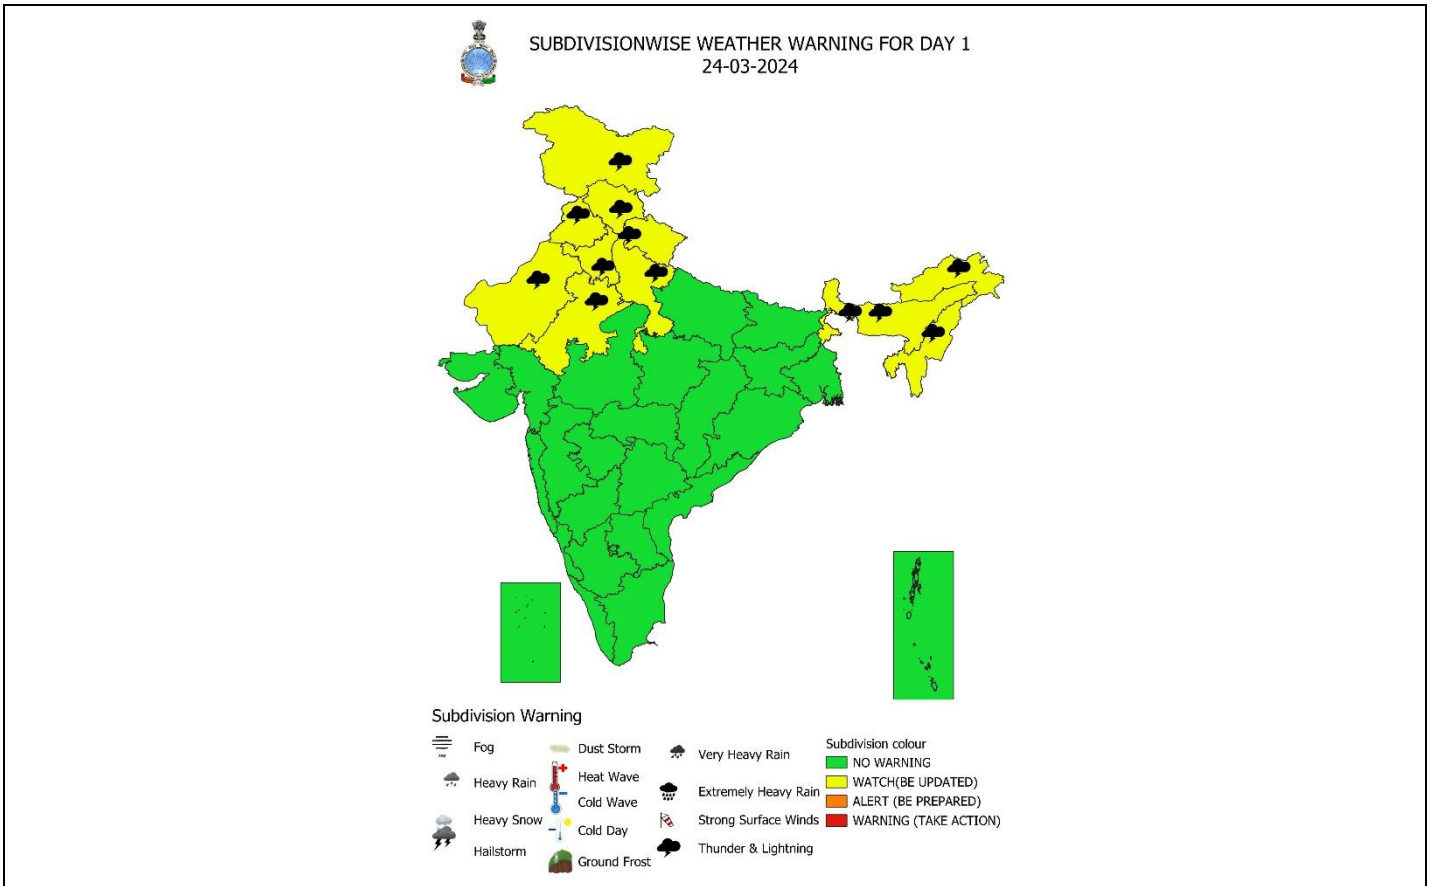 SUBDIVISIONWISE WEATHER WARNING FOR DAY 1
24-03-2024
Subdivision Warning
Fog
Heavy Rain
Heavy Snow
Hailstorm
Dust Storm
Heat Wave
Cold Wave
Cold Day
Ground Frost
Very Heavy Rain
Extremely Heavy Rain
Strong Surface Winds
Thunder & Lightning
Subdivision colour
NO WARNING
WATCH(BE UPDATED)
ALERT (BE PREPARED)
WARNING (TAKE ACTION)